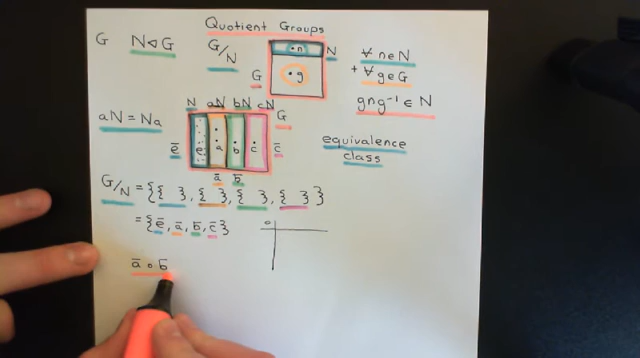 Quotient Groups
G N⊲G G/N
n N
G g
∀ n∈N
+ ∀ g∈G
gng⁻¹ ∈ N
aN = Na
N aN bN cN G
e a b c
ē c̄
ā b̄
equivalence class
G/N = {{ }, { }, { }, { }}
= {ē, ā, b̄, c̄}
o
ā o b̄